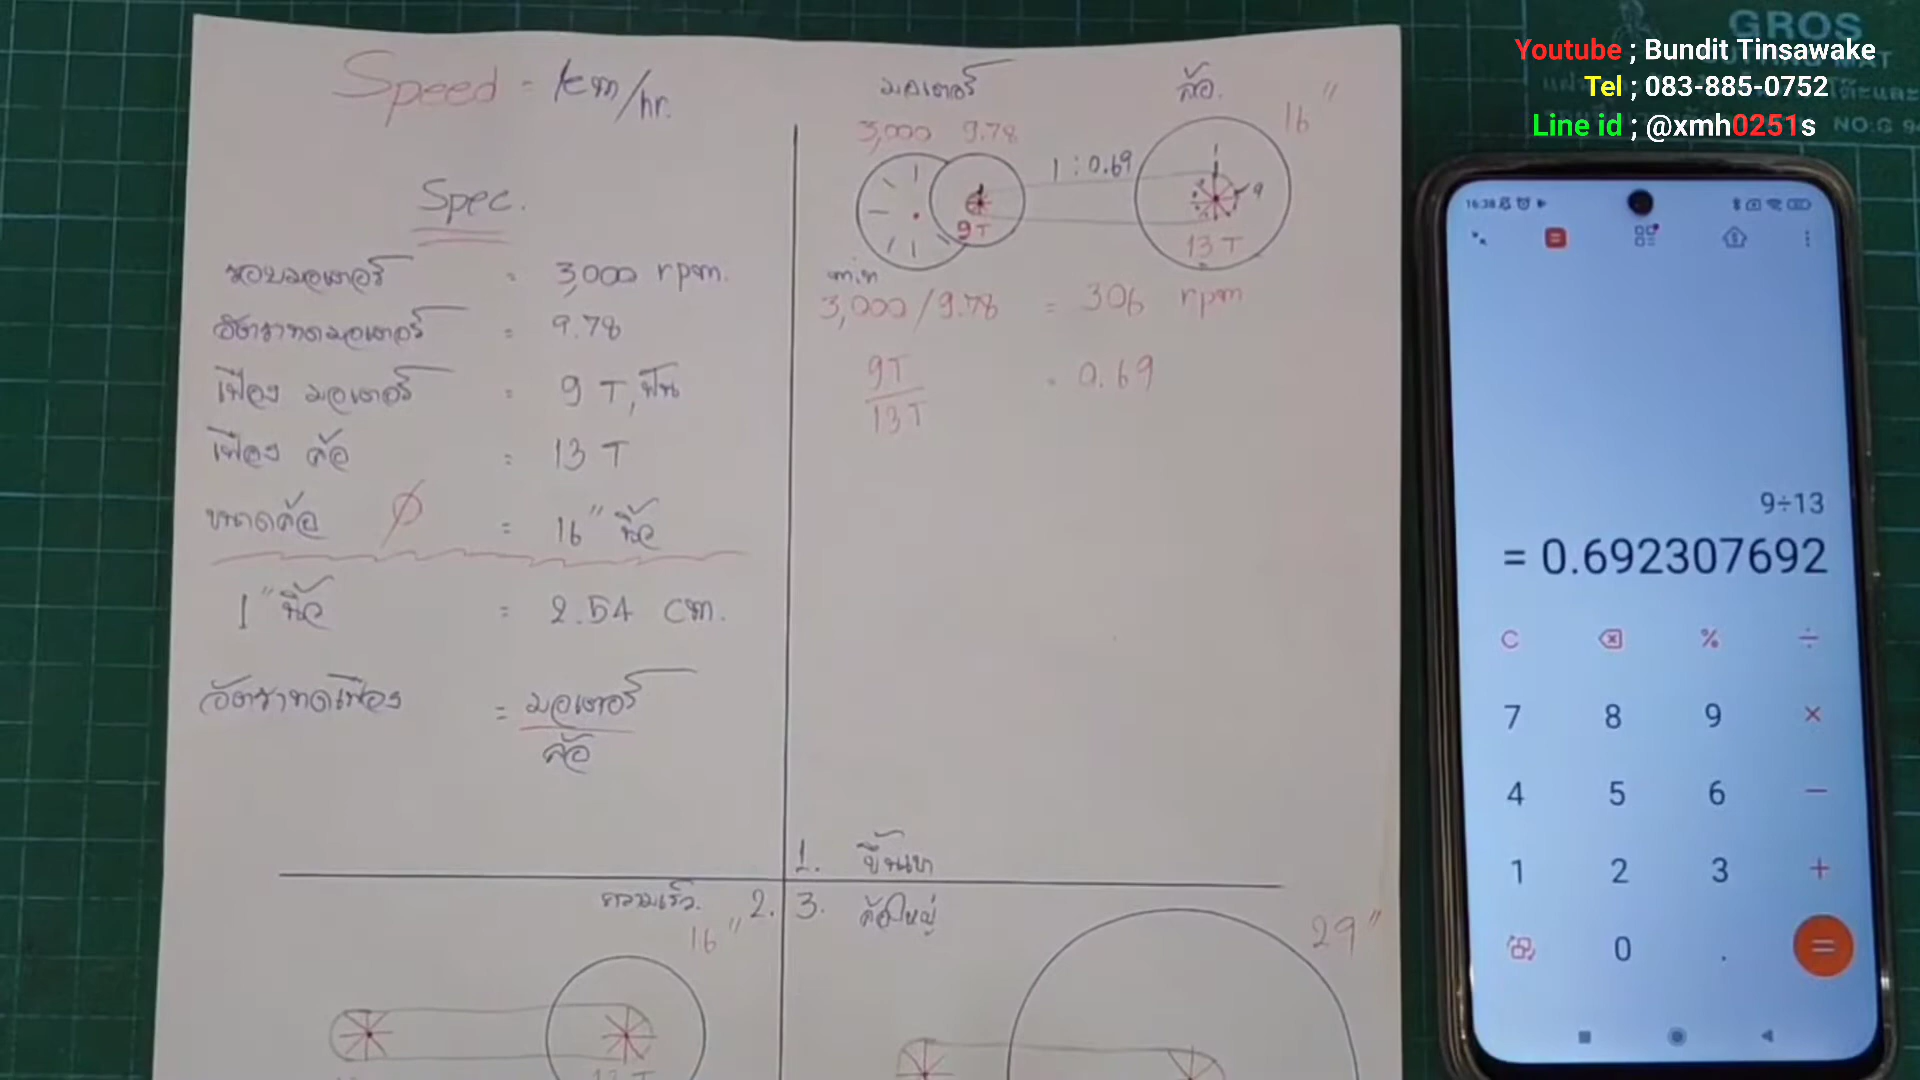 Youtube ; Bundit Tinsawake
Tel ; 083-885-0752
Line id ; @xmh0251s
GROS
NO:G
Speed = km/hr.
Spec.
รอบมอเตอร์ = 3,000 rpm.
อัตราทดมอเตอร์ = 9.78
เฟือง มอเตอร์ = 9 T, ฟัน
เฟือง ล้อ = 13 T
ขนาดล้อ ∅ = 16" นิ้ว
1" นิ้ว = 2.54 cm.
อัตราทดเฟือง = มอเตอร์
ล้อ
มอเตอร์ ล้อ.
16"
3,000 9.78
1 : 0.69
9
9T
13 T
min
3,000/9.78 = 306 rpm
9T
13T
= 0.69
1. ขึ้นเขา
ความเร็ว. 2.
16"
13 T
3. ล้อใหญ่
29"
16:38
9÷13
= 0.692307692
C % ÷
7 8 9 ×
4 5 6 −
1 2 3 +
0 . =